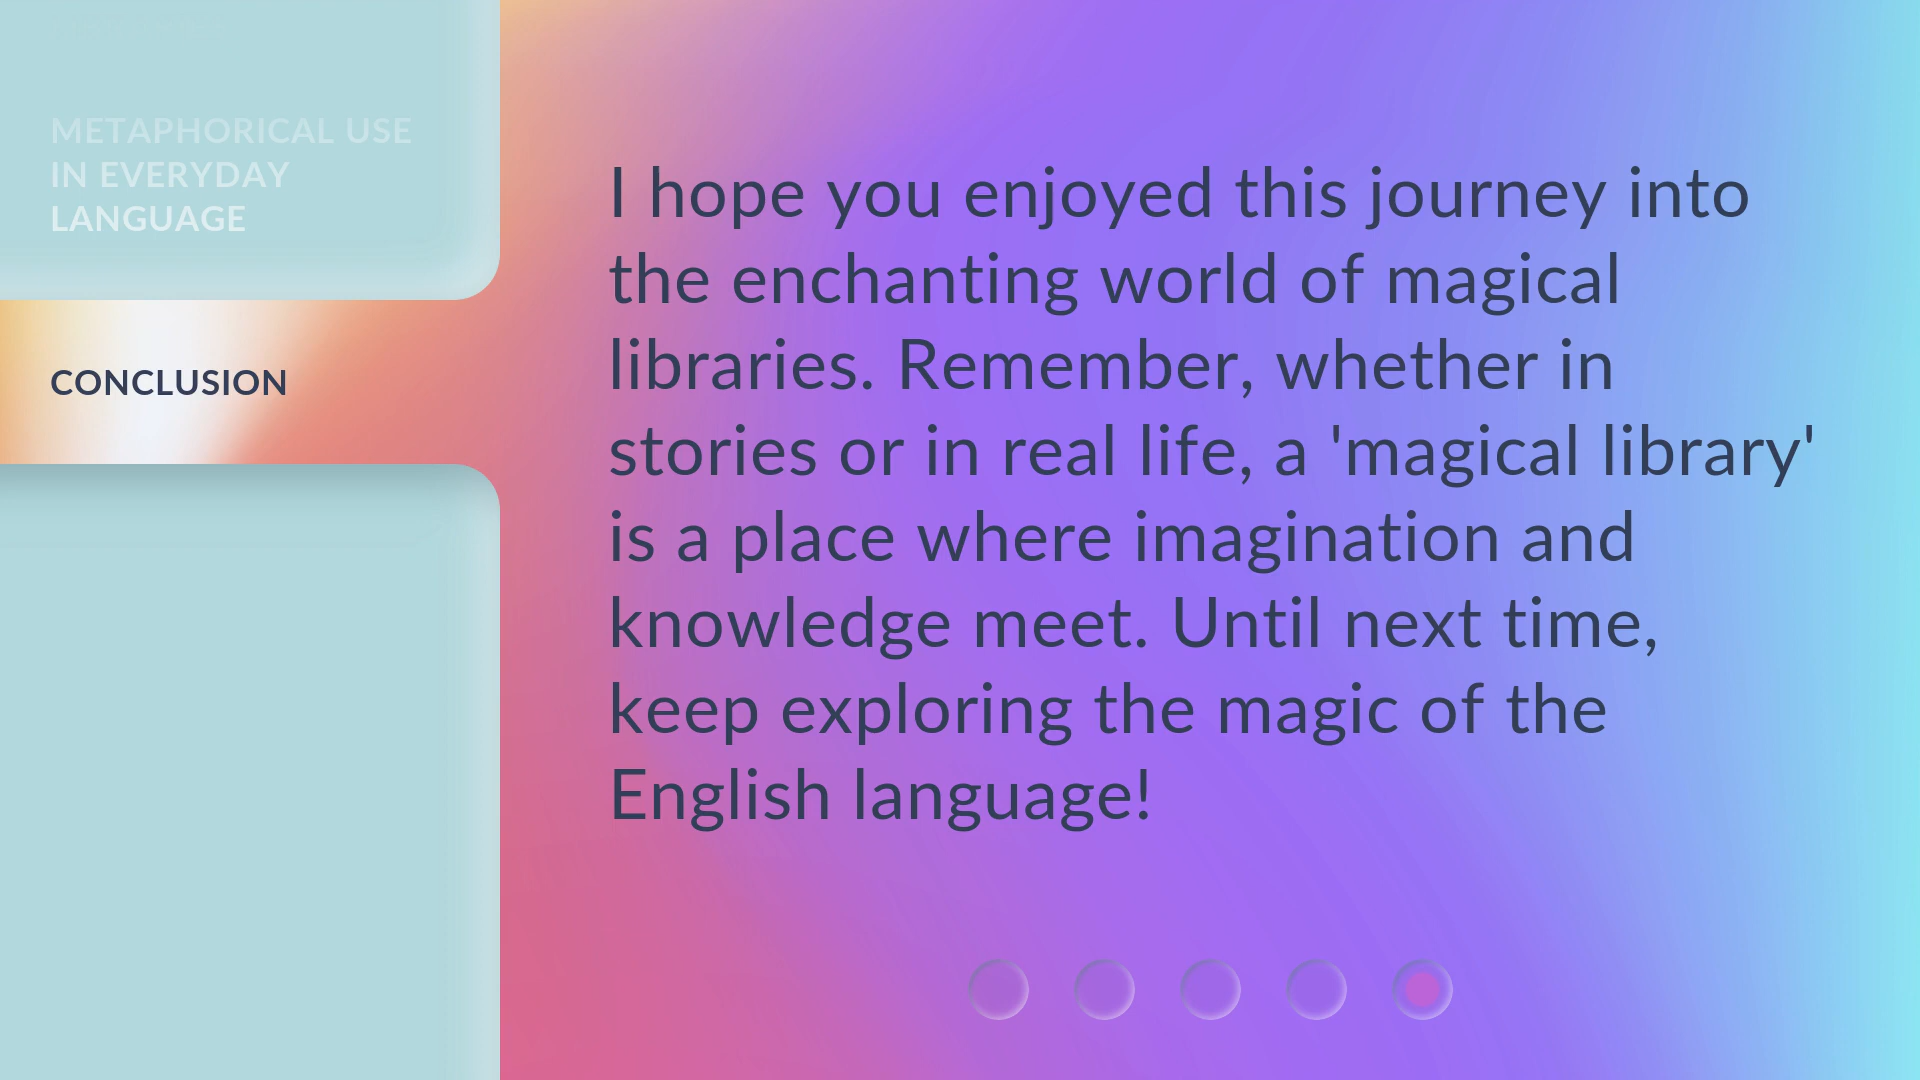 METAPHORICAL USE
IN EVERYDAY
LANGUAGE
CONCLUSION
I hope you enjoyed this journey into
the enchanting world of magical
libraries. Remember, whether in
stories or in real life, a 'magical library'
is a place where imagination and
knowledge meet. Until next time,
keep exploring the magic of the
English language!